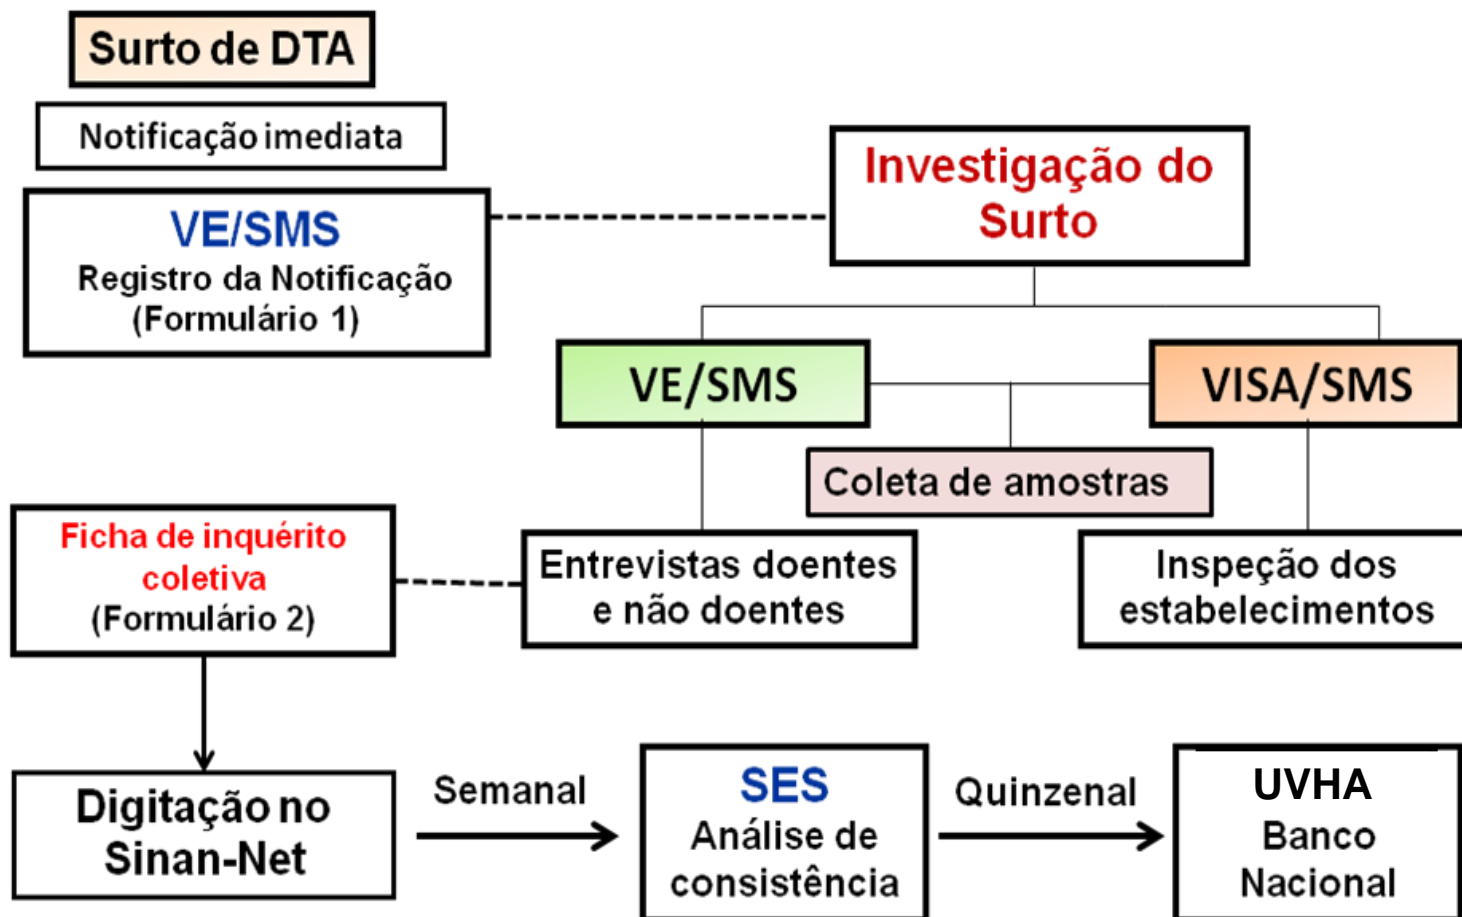 Surto de DTA
Notificação imediata
VE/SMS
Registro da Notificação
(Formulário 1)
Investigação do
Surto
VE/SMS
VISA/SMS
Coleta de amostras
Ficha de inquérito
coletiva
(Formulário 2)
Entrevistas doentes
e não doentes
Inspeção dos
estabelecimentos
Digitação no
Sinan-Net
Semanal
SES
Análise de
consistência
Quinzenal
UVHA
Banco
Nacional